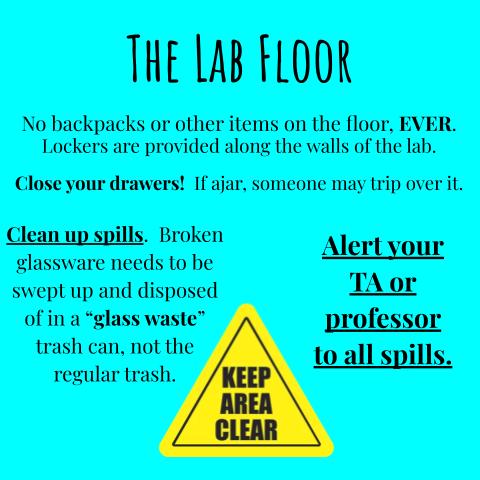 The Lab Floor
No backpacks or other items on the floor, EVER.
Lockers are provided along the walls of the lab.
Close your drawers!  If ajar, someone may trip over it.
Clean up spills.  Broken
glassware needs to be
swept up and disposed
of in a “glass waste”
trash can, not the
regular trash.
Alert your
TA or
professor
to all spills.
KEEP
AREA
CLEAR